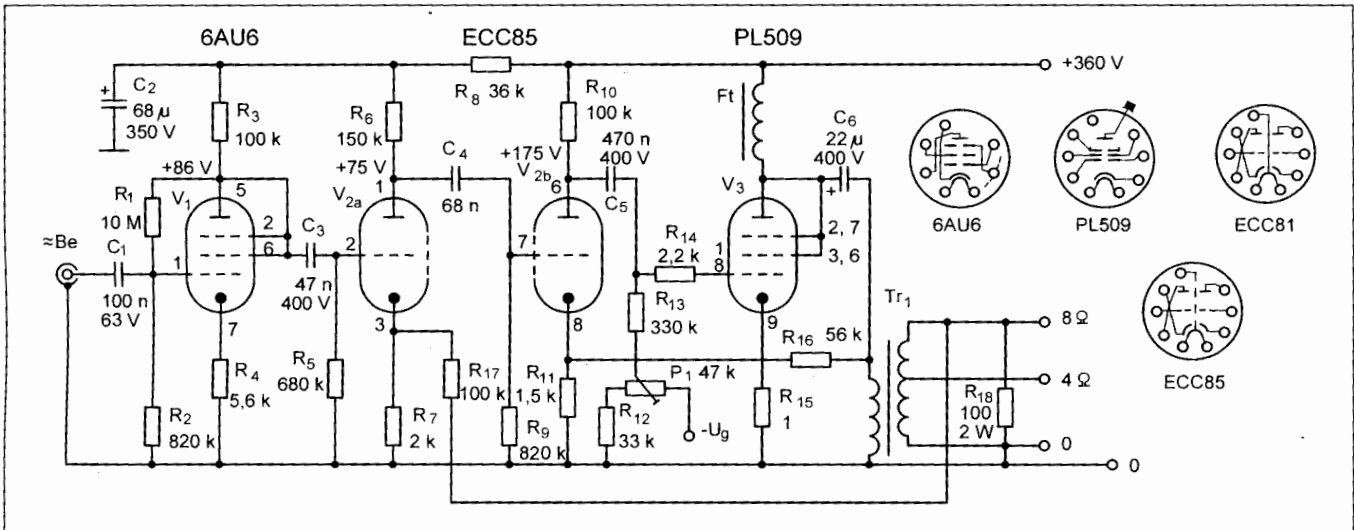 6AU6
ECC85
PL509
+360 V
+
C2
68 µ
350 V
R3
100 k
R6
150 k
R8 36 k
R10
100 k
Ft
C6
22 µ
400 V
+
470 n
400 V
C5
+86 V
+75 V
+175 V
C4
68 n
R1
10 M
V1
V2a
V2b
V3
5
2
6
1
7
C3
47 n
400 V
1
2
3
6
7
8
≈Be
C1
100 n
63 V
R14
2,2 k
1
8
2, 7
3, 6
9
R13
330 k
R16 56 k
Tr1
R2
820 k
R4
5,6 k
R5
680 k
R7
2 k
R17
100 k
R9
820 k
R11
1,5 k
R12
33 k
P1 47 k
-Ug
R15
1
R18
100
2 W
8 Ω
4 Ω
0
0
6AU6
PL509
ECC81
ECC85